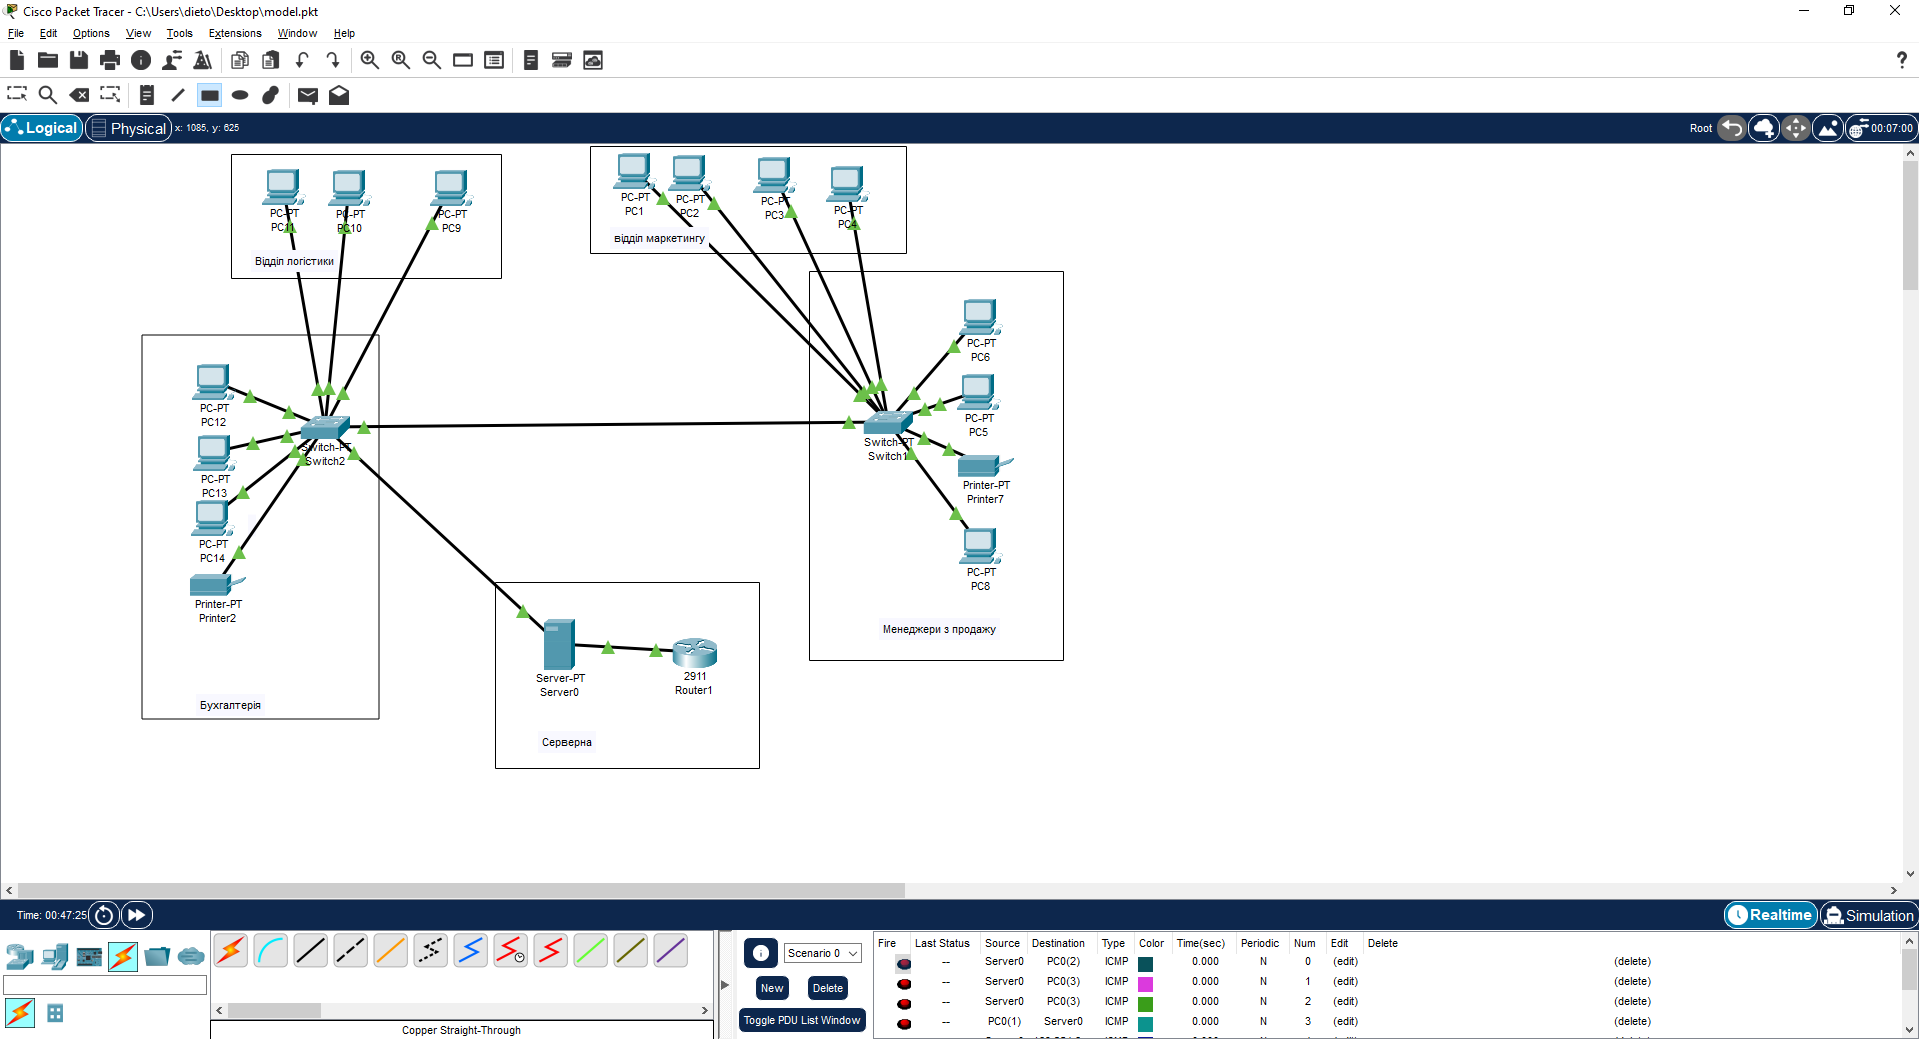 Cisco Packet Tracer - C:\Users\dieto\Desktop\model.pkt
File Edit Options View Tools Extensions Window Help
Logical Physical x: 1085, y: 625 Root 00:07:00
PC-PT
PC11
PC-PT
PC10
PC-PT
PC9
Відділ логістики
PC-PT
PC1
PC-PT
PC2
PC-PT
PC3
PC-PT
PC4
відділ маркетингу
PC-PT
PC12
PC-PT
PC13
PC-PT
PC14
Printer-PT
Printer2
Бухгалтерія
Switch-PT
Switch2
Switch-PT
Switch1
PC-PT
PC6
PC-PT
PC5
Printer-PT
Printer7
PC-PT
PC8
Менеджери з продажу
Server-PT
Server0
2911
Router1
Серверна
Time: 00:47:25 Realtime Simulation
Copper Straight-Through
Scenario 0
New Delete
Toggle PDU List Window
Fire Last Status Source Destination Type Color Time(sec) Periodic Num Edit Delete
-- Server0 PC0(2) ICMP 0.000 N 0 (edit) (delete)
-- Server0 PC0(3) ICMP 0.000 N 1 (edit) (delete)
-- Server0 PC0(3) ICMP 0.000 N 2 (edit) (delete)
-- PC0(1) Server0 ICMP 0.000 N 3 (edit) (delete)